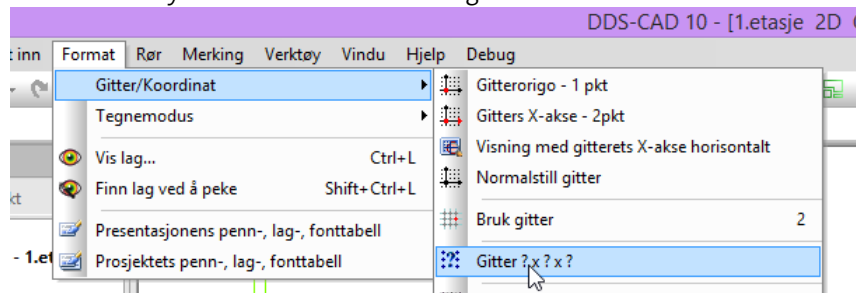 DDS-CAD 10 - [1.etasje 2D
t inn Format Rør Merking Verktøy Vindu Hjelp Debug
Gitter/Koordinat
Tegnemodus
Vis lag... Ctrl+L
Finn lag ved å peke Shift+Ctrl+L
Presentasjonens penn-, lag-, fonttabell
Prosjektets penn-, lag-, fonttabell
Gitterorigo - 1 pkt
Gitters X-akse - 2pkt
Visning med gitterets X-akse horisontalt
Normalstill gitter
Bruk gitter 2
Gitter ? x ? x ?
kt
- 1.et